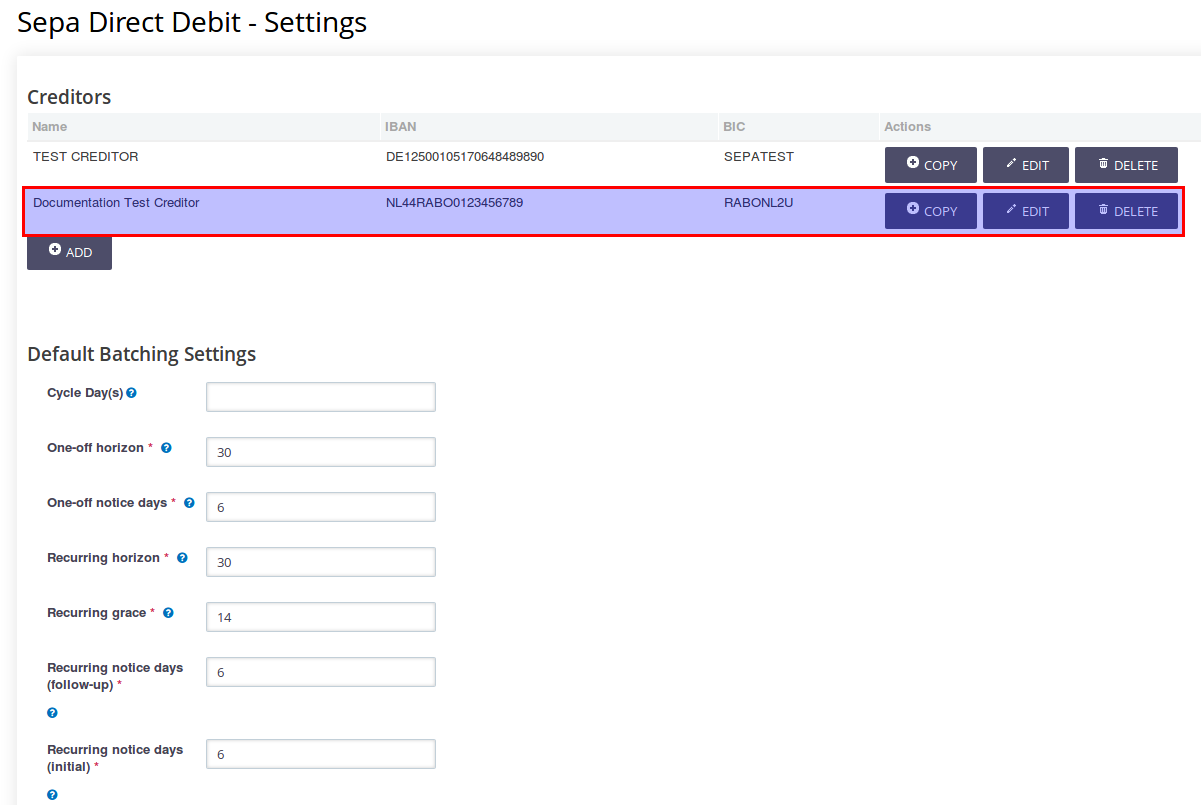 Sepa Direct Debit - Settings
Creditors
Name IBAN BIC Actions
TEST CREDITOR DE12500105170648489890 SEPATEST COPY EDIT DELETE
Documentation Test Creditor NL44RABO0123456789 RABONL2U COPY EDIT DELETE
ADD
Default Batching Settings
Cycle Day(s) ?
One-off horizon * ? 30
One-off notice days * ? 6
Recurring horizon * ? 30
Recurring grace * ? 14
Recurring notice days
(follow-up) * 6
?
Recurring notice days
(initial) * 6
?